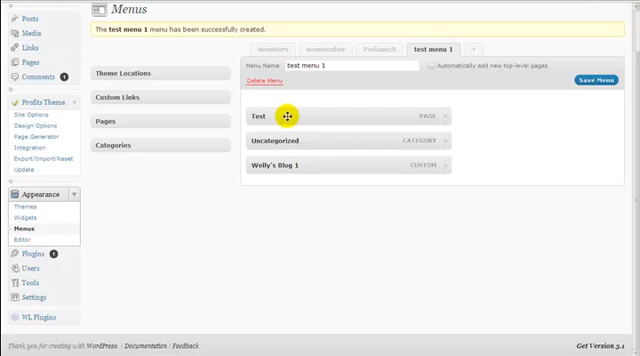 Menus
The test menu 1 menu has been successfully created.
Posts
Media
Links
Pages
Comments 1
Profits Theme
Site Options
Design Options
Page Generator
Integration
Export/Import/Reset
Update
Appearance
Themes
Widgets
Menus
Editor
Plugins 1
Users
Tools
Settings
WL Plugins
Theme Locations
Custom Links
Pages
Categories
members
nonmember
Prelaunch
test menu 1
+
Menu Name test menu 1 Automatically add new top-level pages
Delete Menu Save Menu
Test PAGE
Uncategorized CATEGORY
Welly's Blog 1 CUSTOM
Thank you for creating with WordPress. | Documentation | Feedback Get Version 3.1